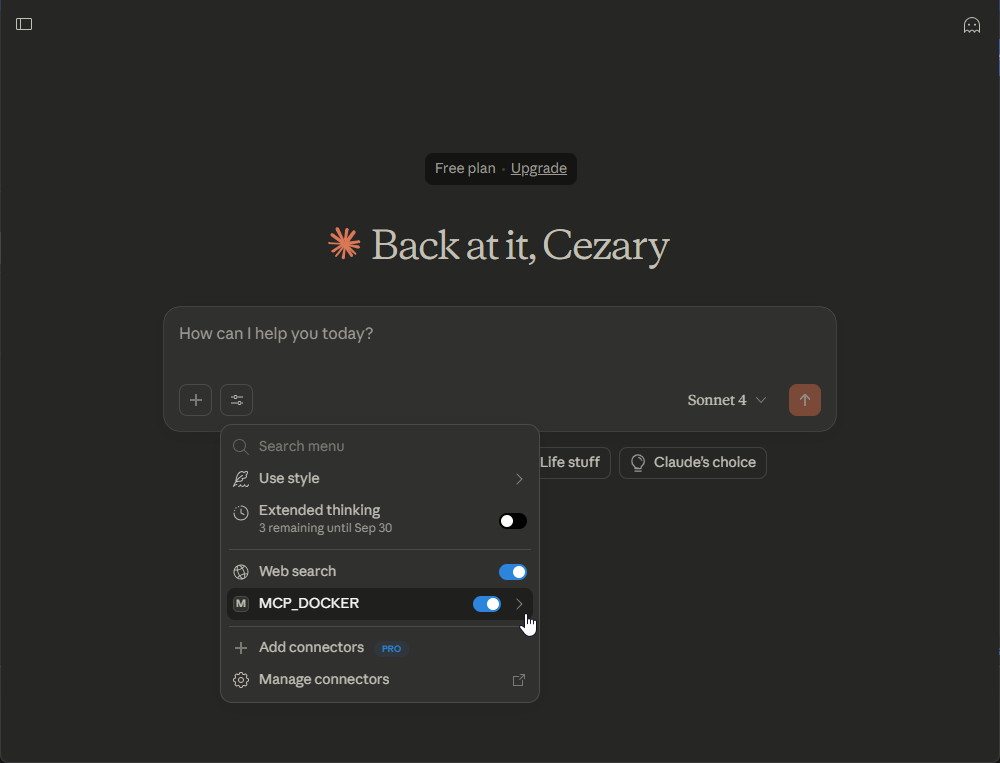 Free plan · Upgrade
Back at it, Cezary
How can I help you today?
Sonnet 4
Search menu
Use style
Extended thinking
3 remaining until Sep 30
Web search
M MCP_DOCKER
Add connectors PRO
Manage connectors
Life stuff
Claude's choice